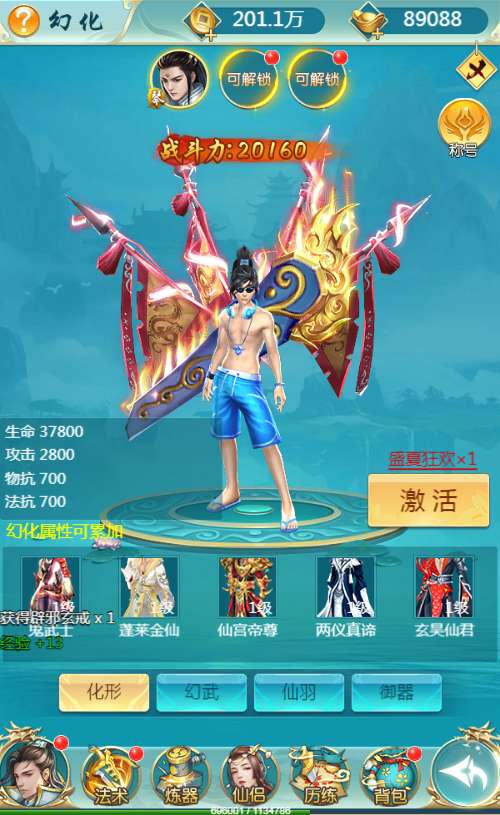 ? 幻化 201.1万 89088
琴 可解锁 可解锁
称号
战斗力:20160
生命 37800
攻击 2800
物抗 700
法抗 700
幻化属性可累加
盛夏狂欢×1
激活
1级 1级 1级 1级
鬼武士 蓬莱金仙 仙宫帝尊 两仪真谛 玄昊仙君
获得辟邪玄戒 x 1
经验 +13
化形 幻武 仙羽 御器
法术 炼器 仙侣 历练 背包
696001 / 1134786